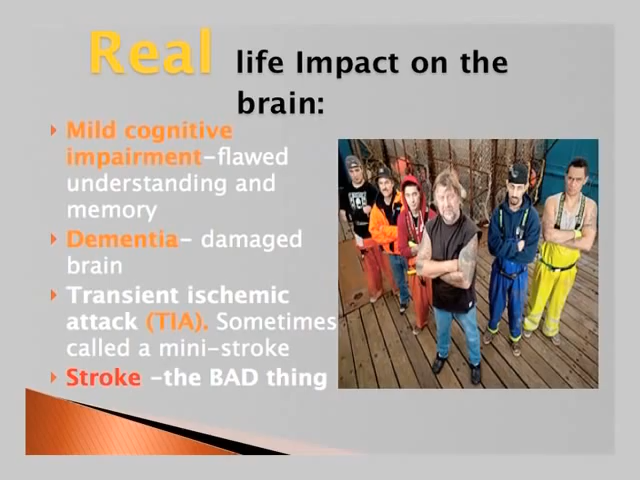 Real life Impact on the
brain:
Mild cognitive
impairment-flawed
understanding and
memory
Dementia- damaged
brain
Transient ischemic
attack (TIA). Sometimes
called a mini-stroke
Stroke -the BAD thing